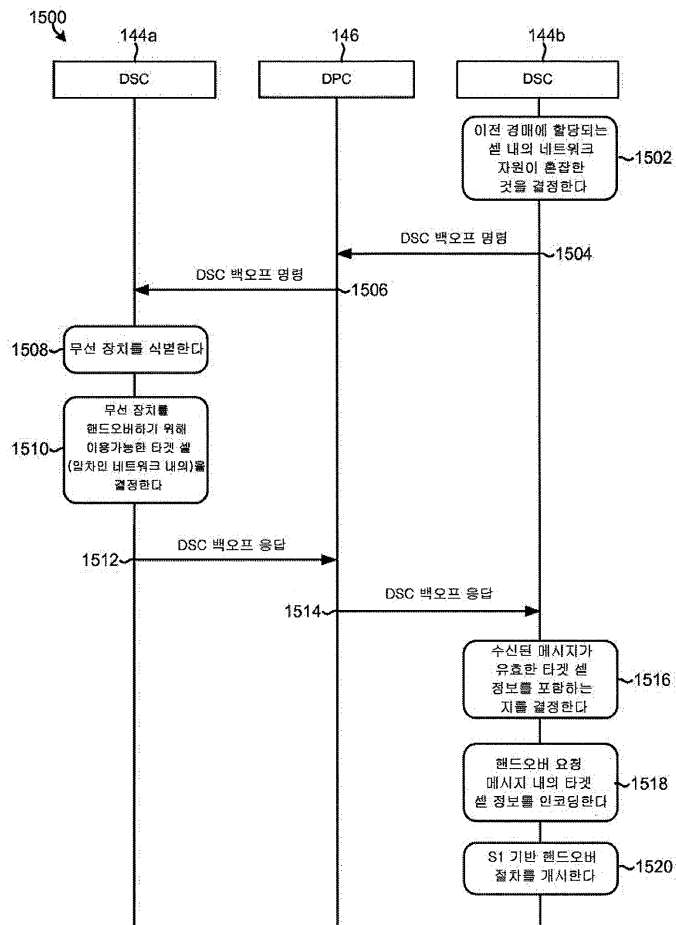 1500
144a
146
144b
DSC
DPC
DSC
이전 경매에 할당되는
셀 내의 네트워크
자원이 혼잡한
것을 결정한다
1502
DSC 백오프 명령
1504
DSC 백오프 명령
1506
1508
무선 장치를 식별한다
1510
무선 장치를
핸드오버하기 위해
이용가능한 타겟 셀
(임차인 네트워크 내의)을
결정한다
1512
DSC 백오프 응답
1514
DSC 백오프 응답
수신된 메시지가
유효한 타겟 셀
정보를 포함하는
지를 결정한다
1516
핸드오버 요청
메시지 내의 타겟
셀 정보를 인코딩한다
1518
S1 기반 핸드오버
절차를 개시한다
1520